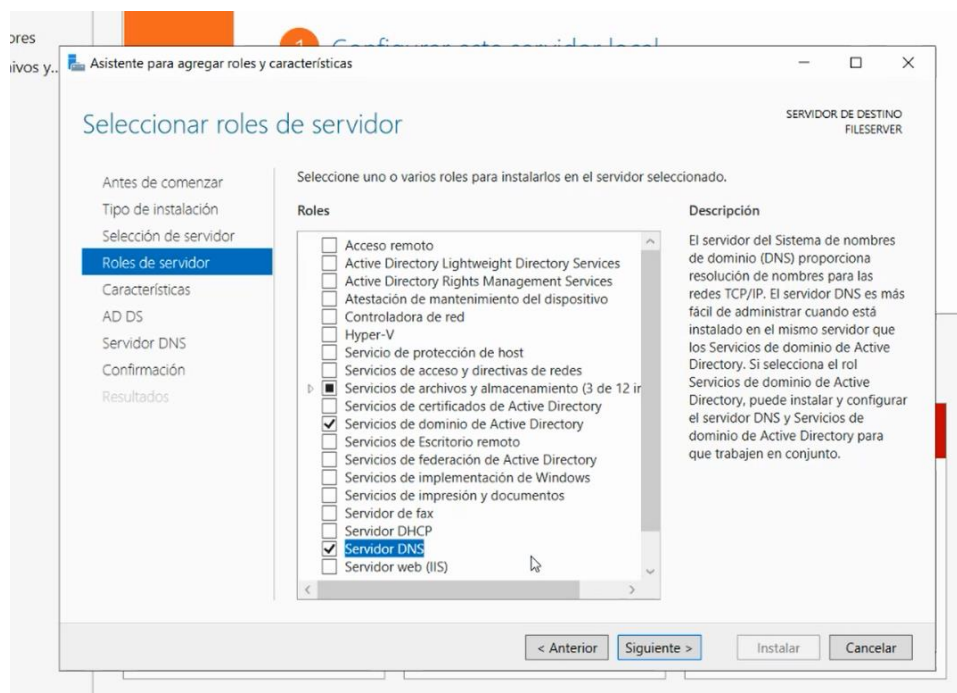 Asistente para agregar roles y características
Seleccionar roles de servidor
SERVIDOR DE DESTINO
FILESERVER
Antes de comenzar
Tipo de instalación
Selección de servidor
Roles de servidor
Características
AD DS
Servidor DNS
Confirmación
Resultados
Seleccione uno o varios roles para instalarlos en el servidor seleccionado.
Roles
Acceso remoto
Active Directory Lightweight Directory Services
Active Directory Rights Management Services
Atestación de mantenimiento del dispositivo
Controladora de red
Hyper-V
Servicio de protección de host
Servicios de acceso y directivas de redes
Servicios de archivos y almacenamiento (3 de 12 in
Servicios de certificados de Active Directory
Servicios de dominio de Active Directory
Servicios de Escritorio remoto
Servicios de federación de Active Directory
Servicios de implementación de Windows
Servicios de impresión y documentos
Servidor de fax
Servidor DHCP
Servidor DNS
Servidor web (IIS)
Descripción
El servidor del Sistema de nombres
de dominio (DNS) proporciona
resolución de nombres para las
redes TCP/IP. El servidor DNS es más
fácil de administrar cuando está
instalado en el mismo servidor que
los Servicios de dominio de Active
Directory. Si selecciona el rol
Servicios de dominio de Active
Directory, puede instalar y configurar
el servidor DNS y Servicios de
dominio de Active Directory para
que trabajen en conjunto.
< Anterior
Siguiente >
Instalar
Cancelar